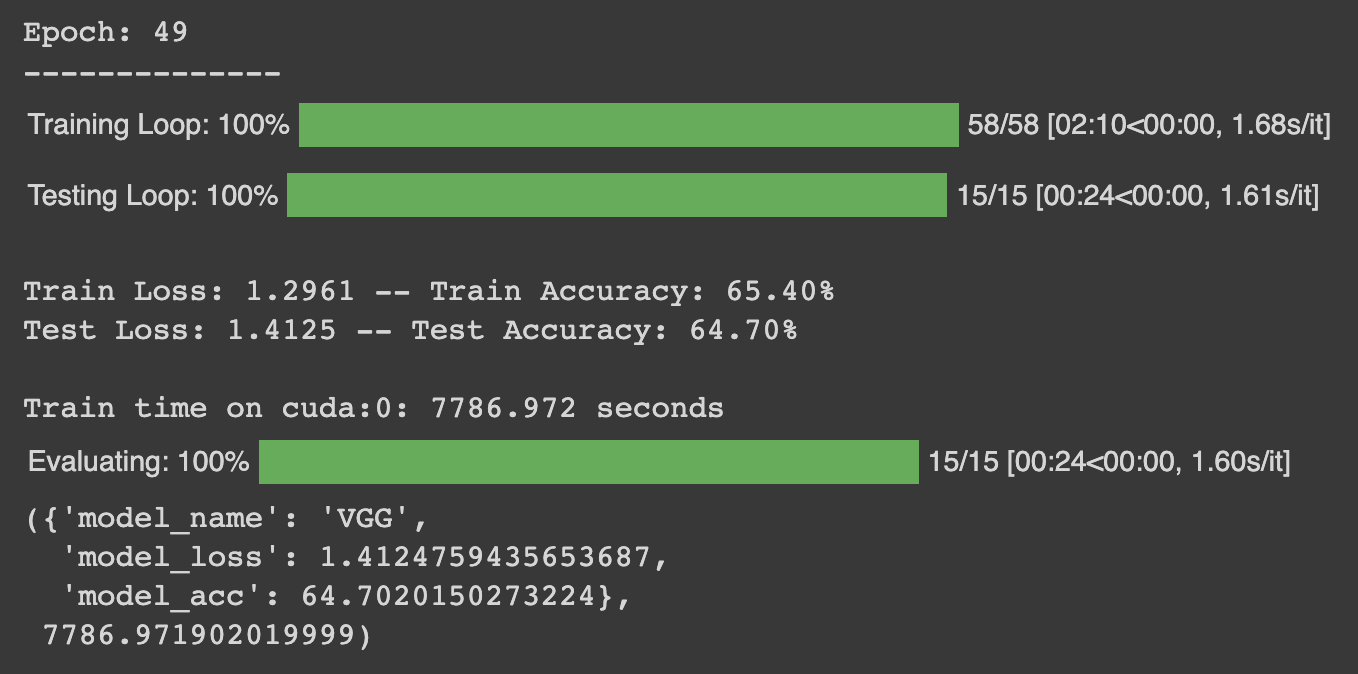 Epoch: 49
--------------
Training Loop: 100% 58/58 [02:10<00:00, 1.68s/it]
Testing Loop: 100% 15/15 [00:24<00:00, 1.61s/it]
Train Loss: 1.2961 -- Train Accuracy: 65.40%
Test Loss: 1.4125 -- Test Accuracy: 64.70%
Train time on cuda:0: 7786.972 seconds
Evaluating: 100% 15/15 [00:24<00:00, 1.60s/it]
({'model_name': 'VGG',
'model_loss': 1.4124759435653687,
'model_acc': 64.7020150273224},
7786.971902019999)